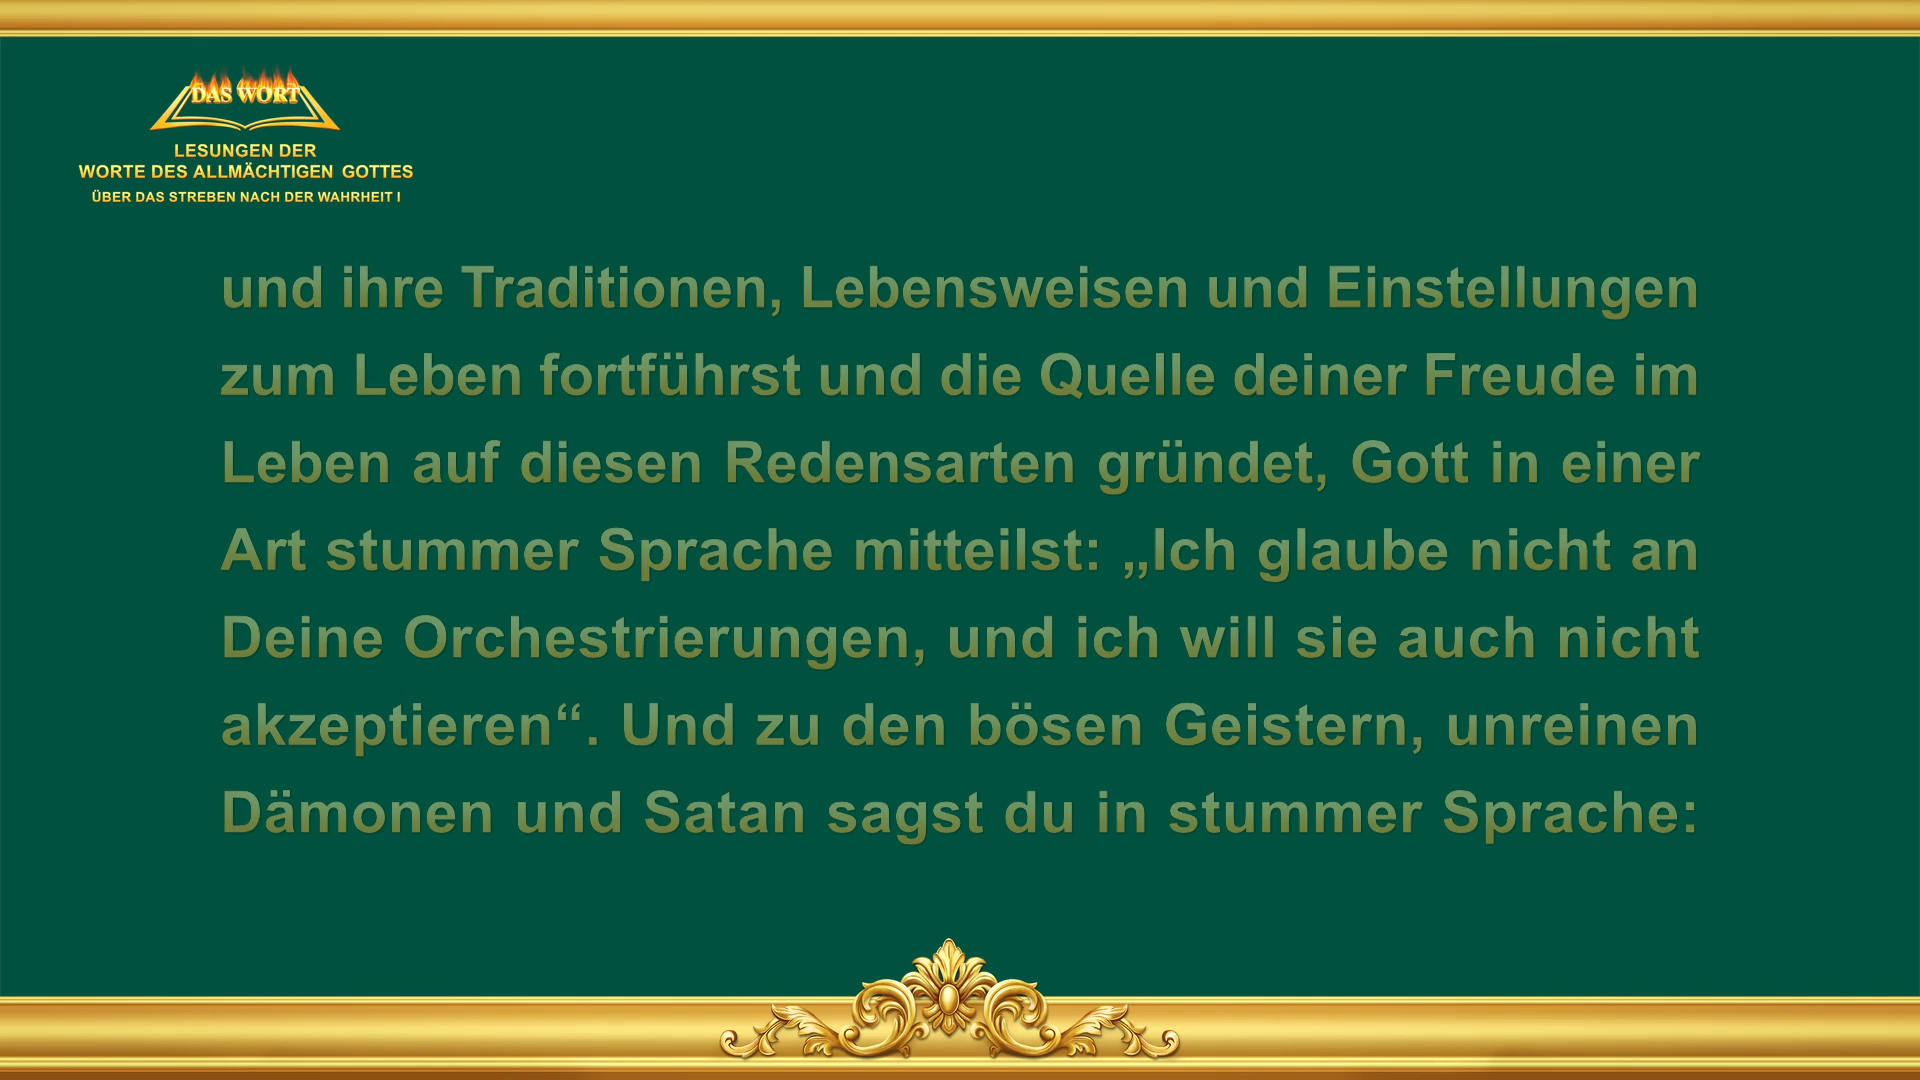 DAS WORT
LESUNGEN DER
WORTE DES ALLMÄCHTIGEN GOTTES
ÜBER DAS STREBEN NACH DER WAHRHEIT I
und ihre Traditionen, Lebensweisen und Einstellungen
zum Leben fortführst und die Quelle deiner Freude im
Leben auf diesen Redensarten gründet, Gott in einer
Art stummer Sprache mitteilst: „Ich glaube nicht an
Deine Orchestrierungen, und ich will sie auch nicht
akzeptieren“. Und zu den bösen Geistern, unreinen
Dämonen und Satan sagst du in stummer Sprache: